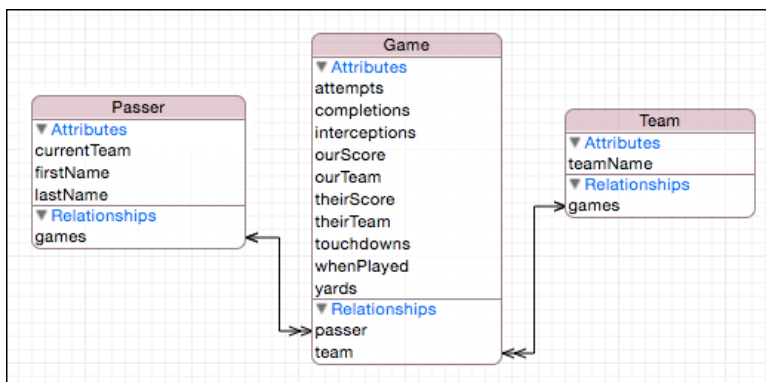 Passer
Attributes
currentTeam
firstName
lastName
Relationships
games
Game
Attributes
attempts
completions
interceptions
ourScore
ourTeam
theirScore
theirTeam
touchdowns
whenPlayed
yards
Relationships
passer
team
Team
Attributes
teamName
Relationships
games